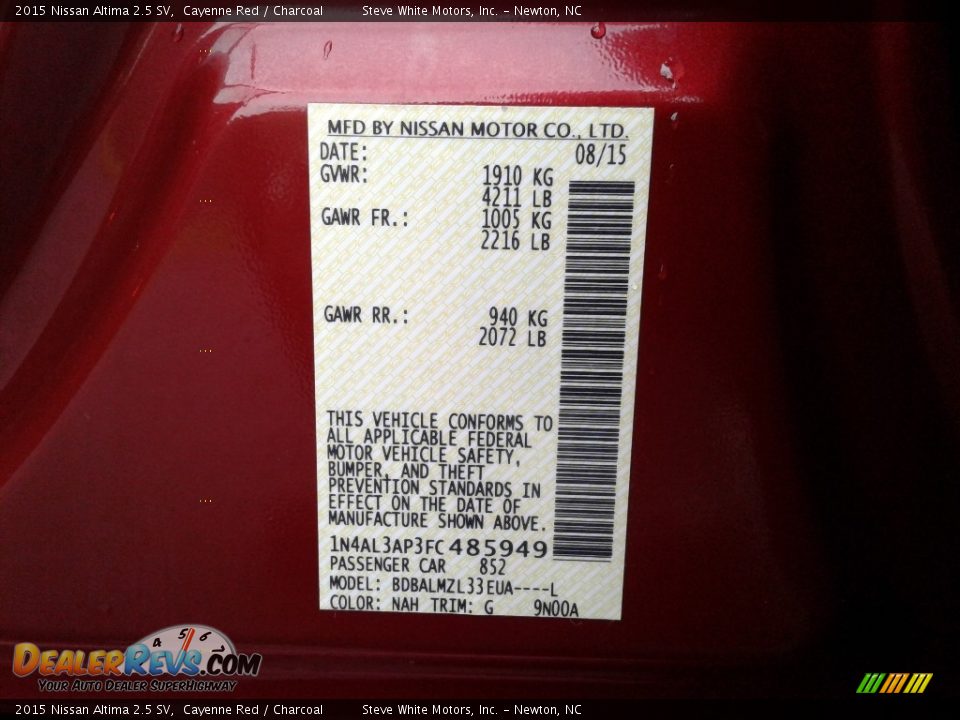 2015 Nissan Altima 2.5 SV, Cayenne Red / Charcoal Steve White Motors, Inc. - Newton, NC
MFD BY NISSAN MOTOR CO., LTD.
DATE: 08/15
GVWR: 1910 KG
4211 LB
GAWR FR.: 1005 KG
2216 LB
GAWR RR.: 940 KG
2072 LB
THIS VEHICLE CONFORMS TO
ALL APPLICABLE FEDERAL
MOTOR VEHICLE SAFETY,
BUMPER, AND THEFT
PREVENTION STANDARDS IN
EFFECT ON THE DATE OF
MANUFACTURE SHOWN ABOVE.
1N4AL3AP3FC485949
PASSENGER CAR 852
MODEL: BDBALMZL33EUA----L
COLOR: NAH TRIM: G 9N00A
4 5 6
DealerRevs.com
Your Auto Dealer SuperHighway
2015 Nissan Altima 2.5 SV, Cayenne Red / Charcoal Steve White Motors, Inc. - Newton, NC